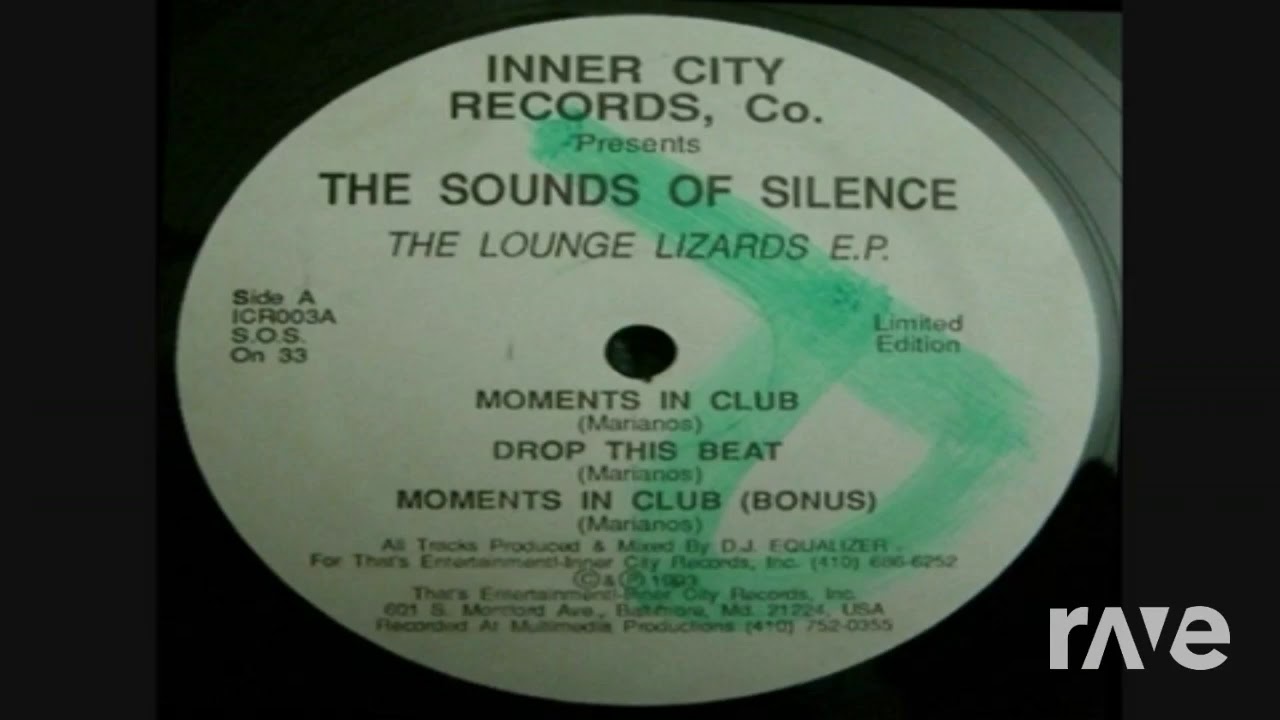 INNER CITY
RECORDS, Co.
Presents
THE SOUNDS OF SILENCE
THE LOUNGE LIZARDS E.P.
Side A
ICR003A
S.O.S.
On 33
Limited
Edition
MOMENTS IN CLUB
(Marianos)
DROP THIS BEAT
(Marianos)
MOMENTS IN CLUB (BONUS)
(Marianos)
All Tracks Produced & Mixed By D.J. EQUALIZER
For That's Entertainment!-Inner City Records, Inc. (410) 686-6252
©&℗ 1993
That's Entertainment!-Inner City Records, Inc.
601 S. Ave., Baltimore, Md. 21224, USA
Recorded At Multimedia Productions (410) 752-0355
rave